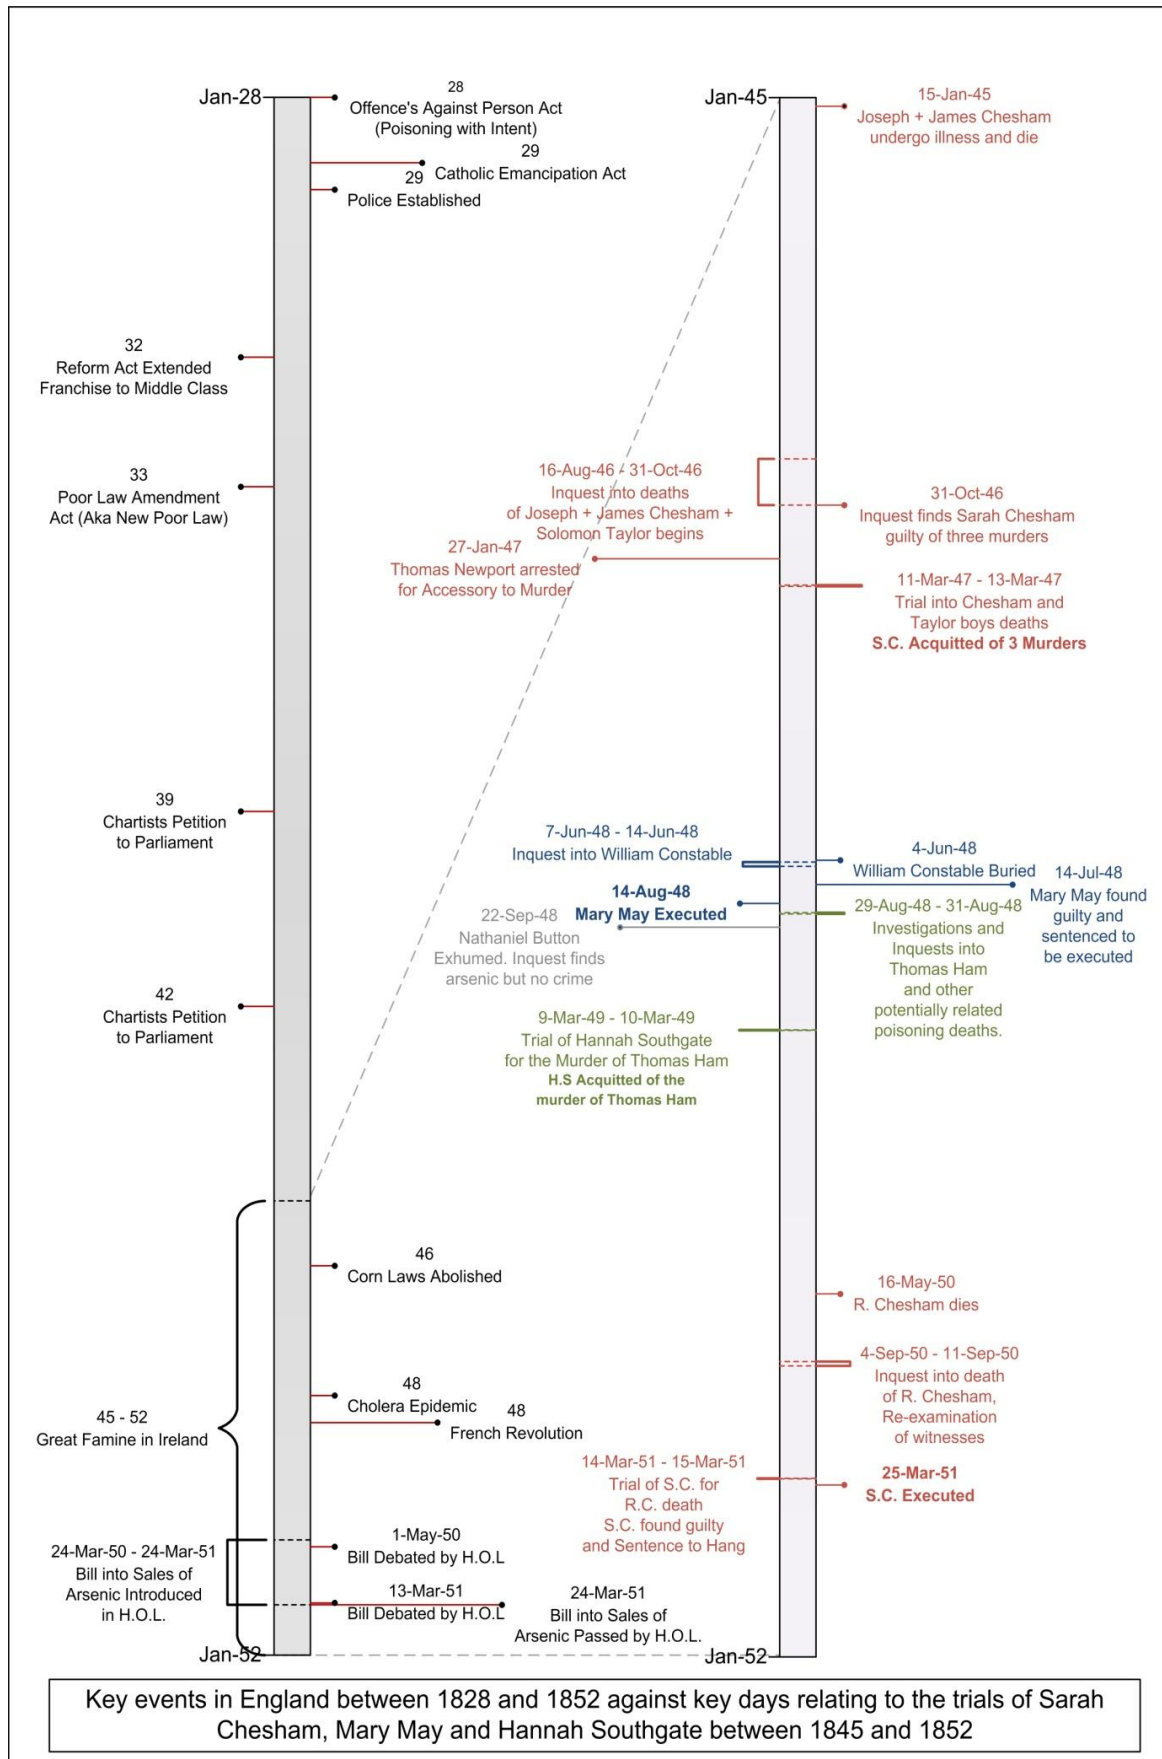 Jan-28
28
Offence's Against Person Act
(Poisoning with Intent)
29
Catholic Emancipation Act
29
Police Established
32
Reform Act Extended
Franchise to Middle Class
33
Poor Law Amendment
Act (Aka New Poor Law)
39
Chartists Petition
to Parliament
42
Chartists Petition
to Parliament
46
Corn Laws Abolished
48
Cholera Epidemic
48
French Revolution
45 - 52
Great Famine in Ireland
1-May-50
Bill Debated by H.O.L
24-Mar-50 - 24-Mar-51
Bill into Sales of
Arsenic Introduced
in H.O.L.
13-Mar-51
Bill Debated by H.O.L
24-Mar-51
Bill into Sales of
Arsenic Passed by H.O.L.
Jan-52
Jan-45
15-Jan-45
Joseph + James Chesham
undergo illness and die
16-Aug-46 - 31-Oct-46
Inquest into deaths
of Joseph + James Chesham +
Solomon Taylor begins
31-Oct-46
Inquest finds Sarah Chesham
guilty of three murders
27-Jan-47
Thomas Newport arrested
for Accessory to Murder
11-Mar-47 - 13-Mar-47
Trial into Chesham and
Taylor boys deaths
S.C. Acquitted of 3 Murders
7-Jun-48 - 14-Jun-48
Inquest into William Constable
4-Jun-48
William Constable Buried
14-Jul-48
Mary May found
guilty and
sentenced to
be executed
14-Aug-48
Mary May Executed
29-Aug-48 - 31-Aug-48
Investigations and
Inquests into
Thomas Ham
and other
potentially related
poisoning deaths.
22-Sep-48
Nathaniel Button
Exhumed. Inquest finds
arsenic but no crime
9-Mar-49 - 10-Mar-49
Trial of Hannah Southgate
for the Murder of Thomas Ham
H.S Acquitted of the
murder of Thomas Ham
16-May-50
R. Chesham dies
4-Sep-50 - 11-Sep-50
Inquest into death
of R. Chesham,
Re-examination
of witnesses
14-Mar-51 - 15-Mar-51
Trial of S.C. for
R.C. death
S.C. found guilty
and Sentence to Hang
25-Mar-51
S.C. Executed
Jan-52
Key events in England between 1828 and 1852 against key days relating to the trials of Sarah
Chesham, Mary May and Hannah Southgate between 1845 and 1852